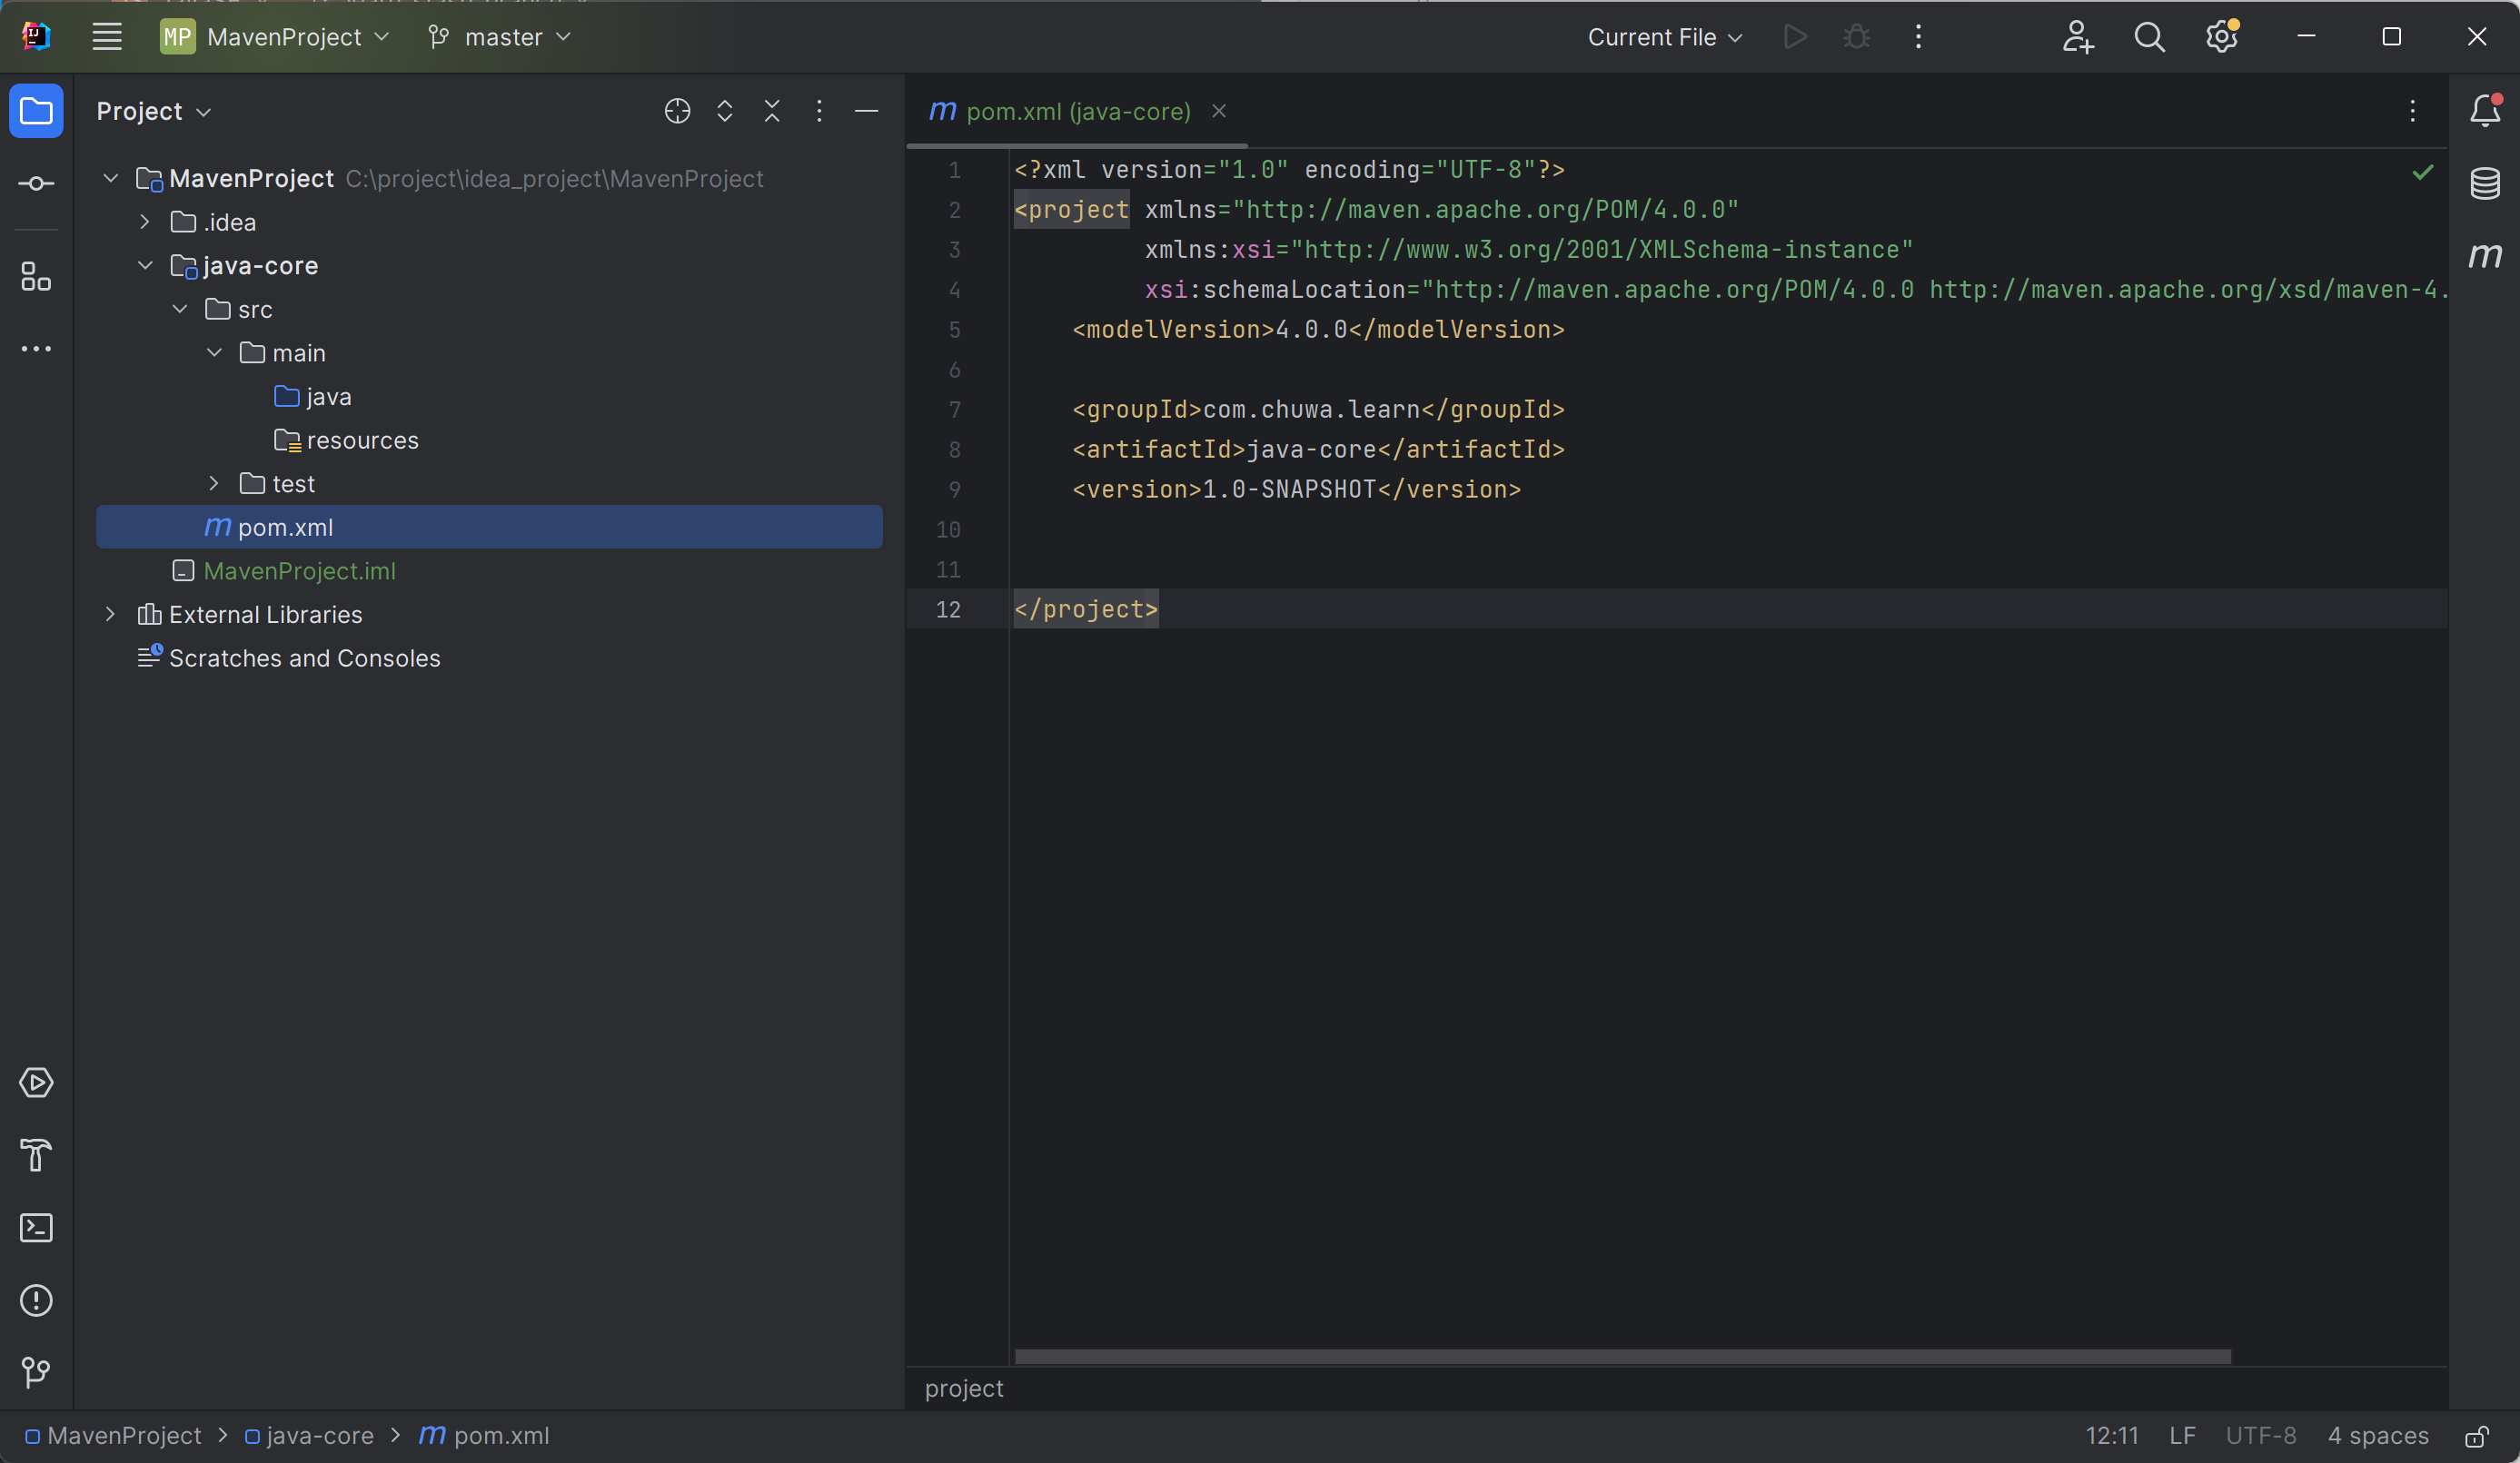 MP MavenProject master Current File
Project
pom.xml (java-core)
MavenProject C:\project\idea_project\MavenProject
.idea
java-core
src
main
java
resources
test
pom.xml
MavenProject.iml
External Libraries
Scratches and Consoles
1 <?xml version="1.0" encoding="UTF-8"?>
2 <project xmlns="http://maven.apache.org/POM/4.0.0"
3 xmlns:xsi="http://www.w3.org/2001/XMLSchema-instance"
4 xsi:schemaLocation="http://maven.apache.org/POM/4.0.0 http://maven.apache.org/xsd/maven-4.
5 <modelVersion>4.0.0</modelVersion>
6
7 <groupId>com.chuwa.learn</groupId>
8 <artifactId>java-core</artifactId>
9 <version>1.0-SNAPSHOT</version>
10
11
12 </project>
project
MavenProject > java-core > pom.xml 12:11 LF UTF-8 4 spaces